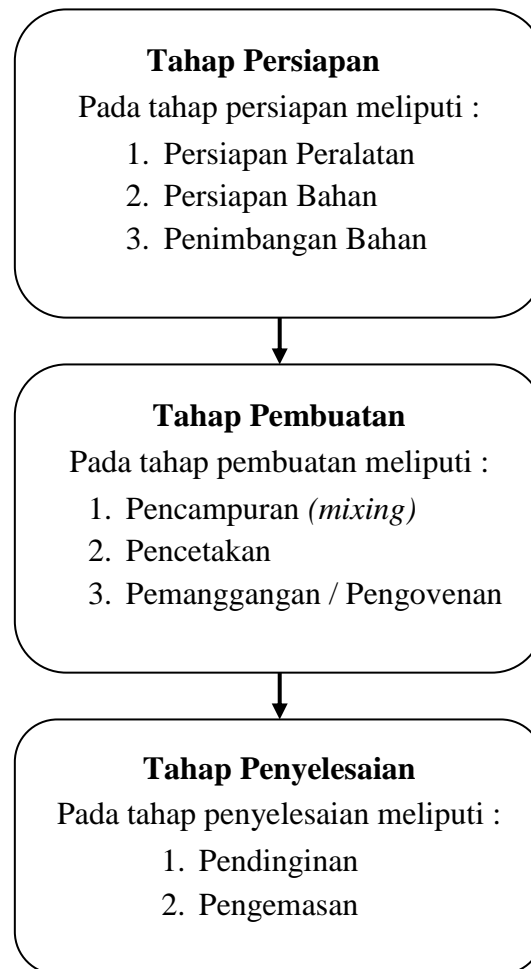 Tahap Persiapan
Pada tahap persiapan meliputi :
1. Persiapan Peralatan
2. Persiapan Bahan
3. Penimbangan Bahan
Tahap Pembuatan
Pada tahap pembuatan meliputi :
1. Pencampuran (mixing)
2. Pencetakan
3. Pemanggangan / Pengovenan
Tahap Penyelesaian
Pada tahap penyelesaian meliputi :
1. Pendinginan
2. Pengemasan